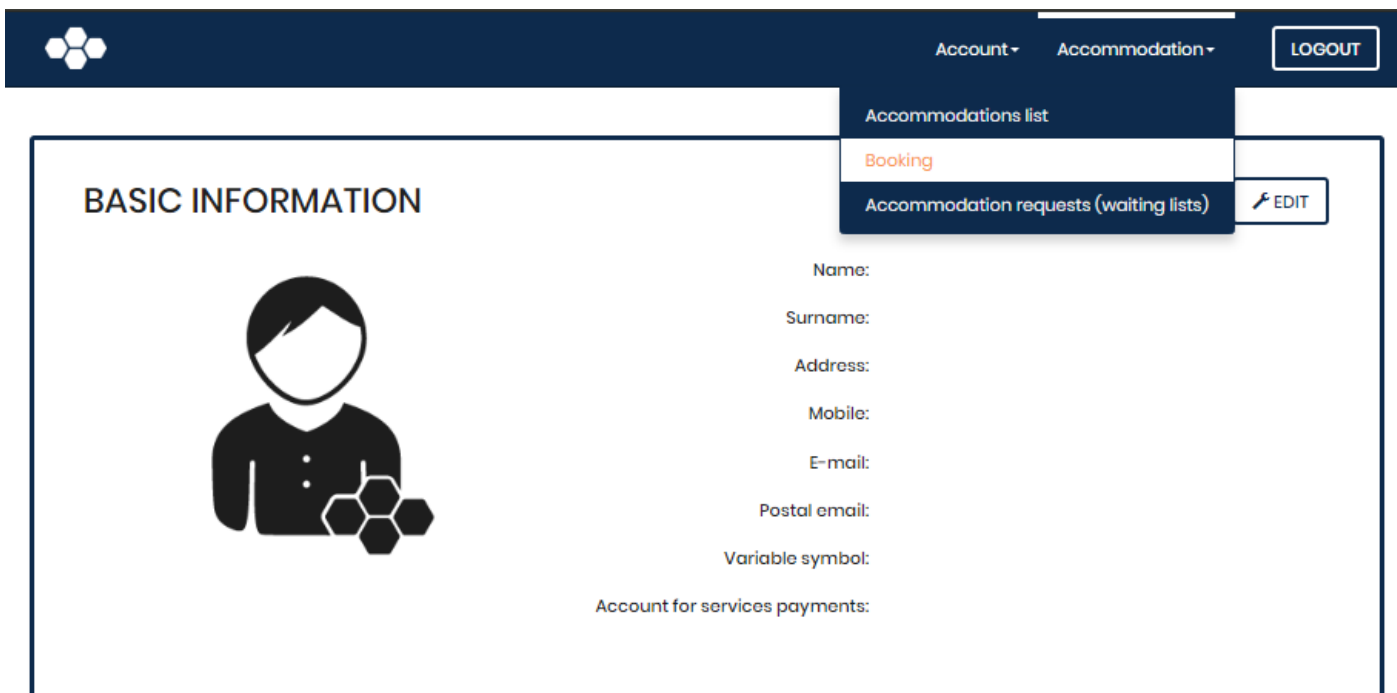 Account
Accommodation
LOGOUT
Accommodations list
Booking
Accommodation requests (waiting lists)
BASIC INFORMATION
EDIT
Name:
Surname:
Address:
Mobile:
E-mail:
Postal email:
Variable symbol:
Account for services payments: